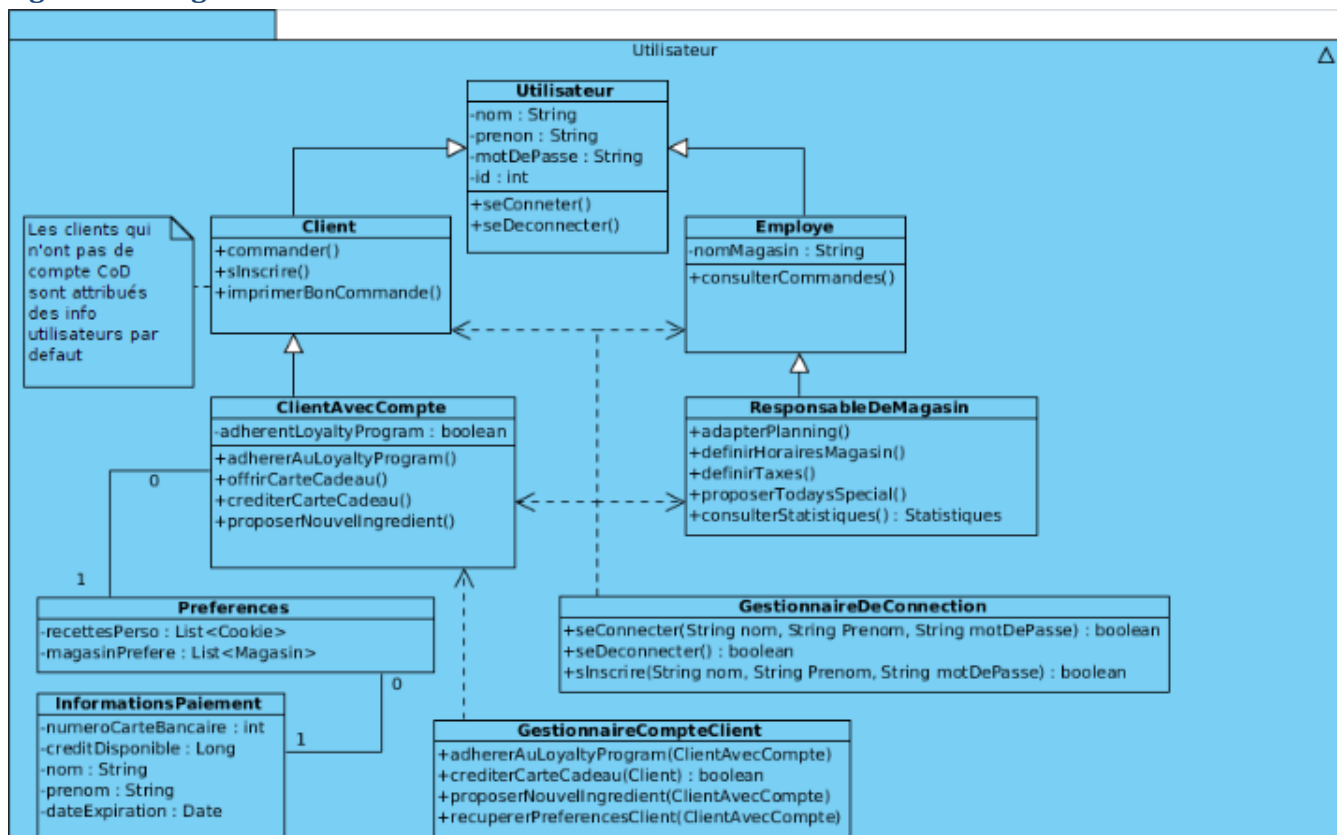 Utilisateur
Utilisateur
-nom : String
-prenon : String
-motDePasse : String
-id : int
+seConneter()
+seDeconnecter()
Les clients qui
n'ont pas de
compte CoD
sont attribués
des info
utilisateurs par
defaut
Client
+commander()
+sInscrire()
+imprimerBonCommande()
Employe
-nomMagasin : String
+consulterCommandes()
ClientAvecCompte
-adherentLoyaltyProgram : boolean
+adhererAuLoyaltyProgram()
+offrirCarteCadeau()
+crediterCarteCadeau()
+proposerNouvelIngredient()
ResponsableDeMagasin
+adapterPlanning()
+definirHorairesMagasin()
+definirTaxes()
+proposerTodaysSpecial()
+consulterStatistiques() : Statistiques
0
1
Preferences
-recettesPerso : List<Cookie>
-magasinPrefere : List<Magasin>
GestionnaireDeConnection
+seConnecter(String nom, String Prenom, String motDePasse) : boolean
+seDeconnecter() : boolean
+sInscrire(String nom, String Prenom, String motDePasse) : boolean
0
1
InformationsPaiement
-numeroCarteBancaire : int
-creditDisponible : Long
-nom : String
-prenom : String
-dateExpiration : Date
GestionnaireCompteClient
+adhererAuLoyaltyProgram(ClientAvecCompte)
+crediterCarteCadeau(Client) : boolean
+proposerNouvelIngredient(ClientAvecCompte)
+recupererPreferencesClient(ClientAvecCompte)